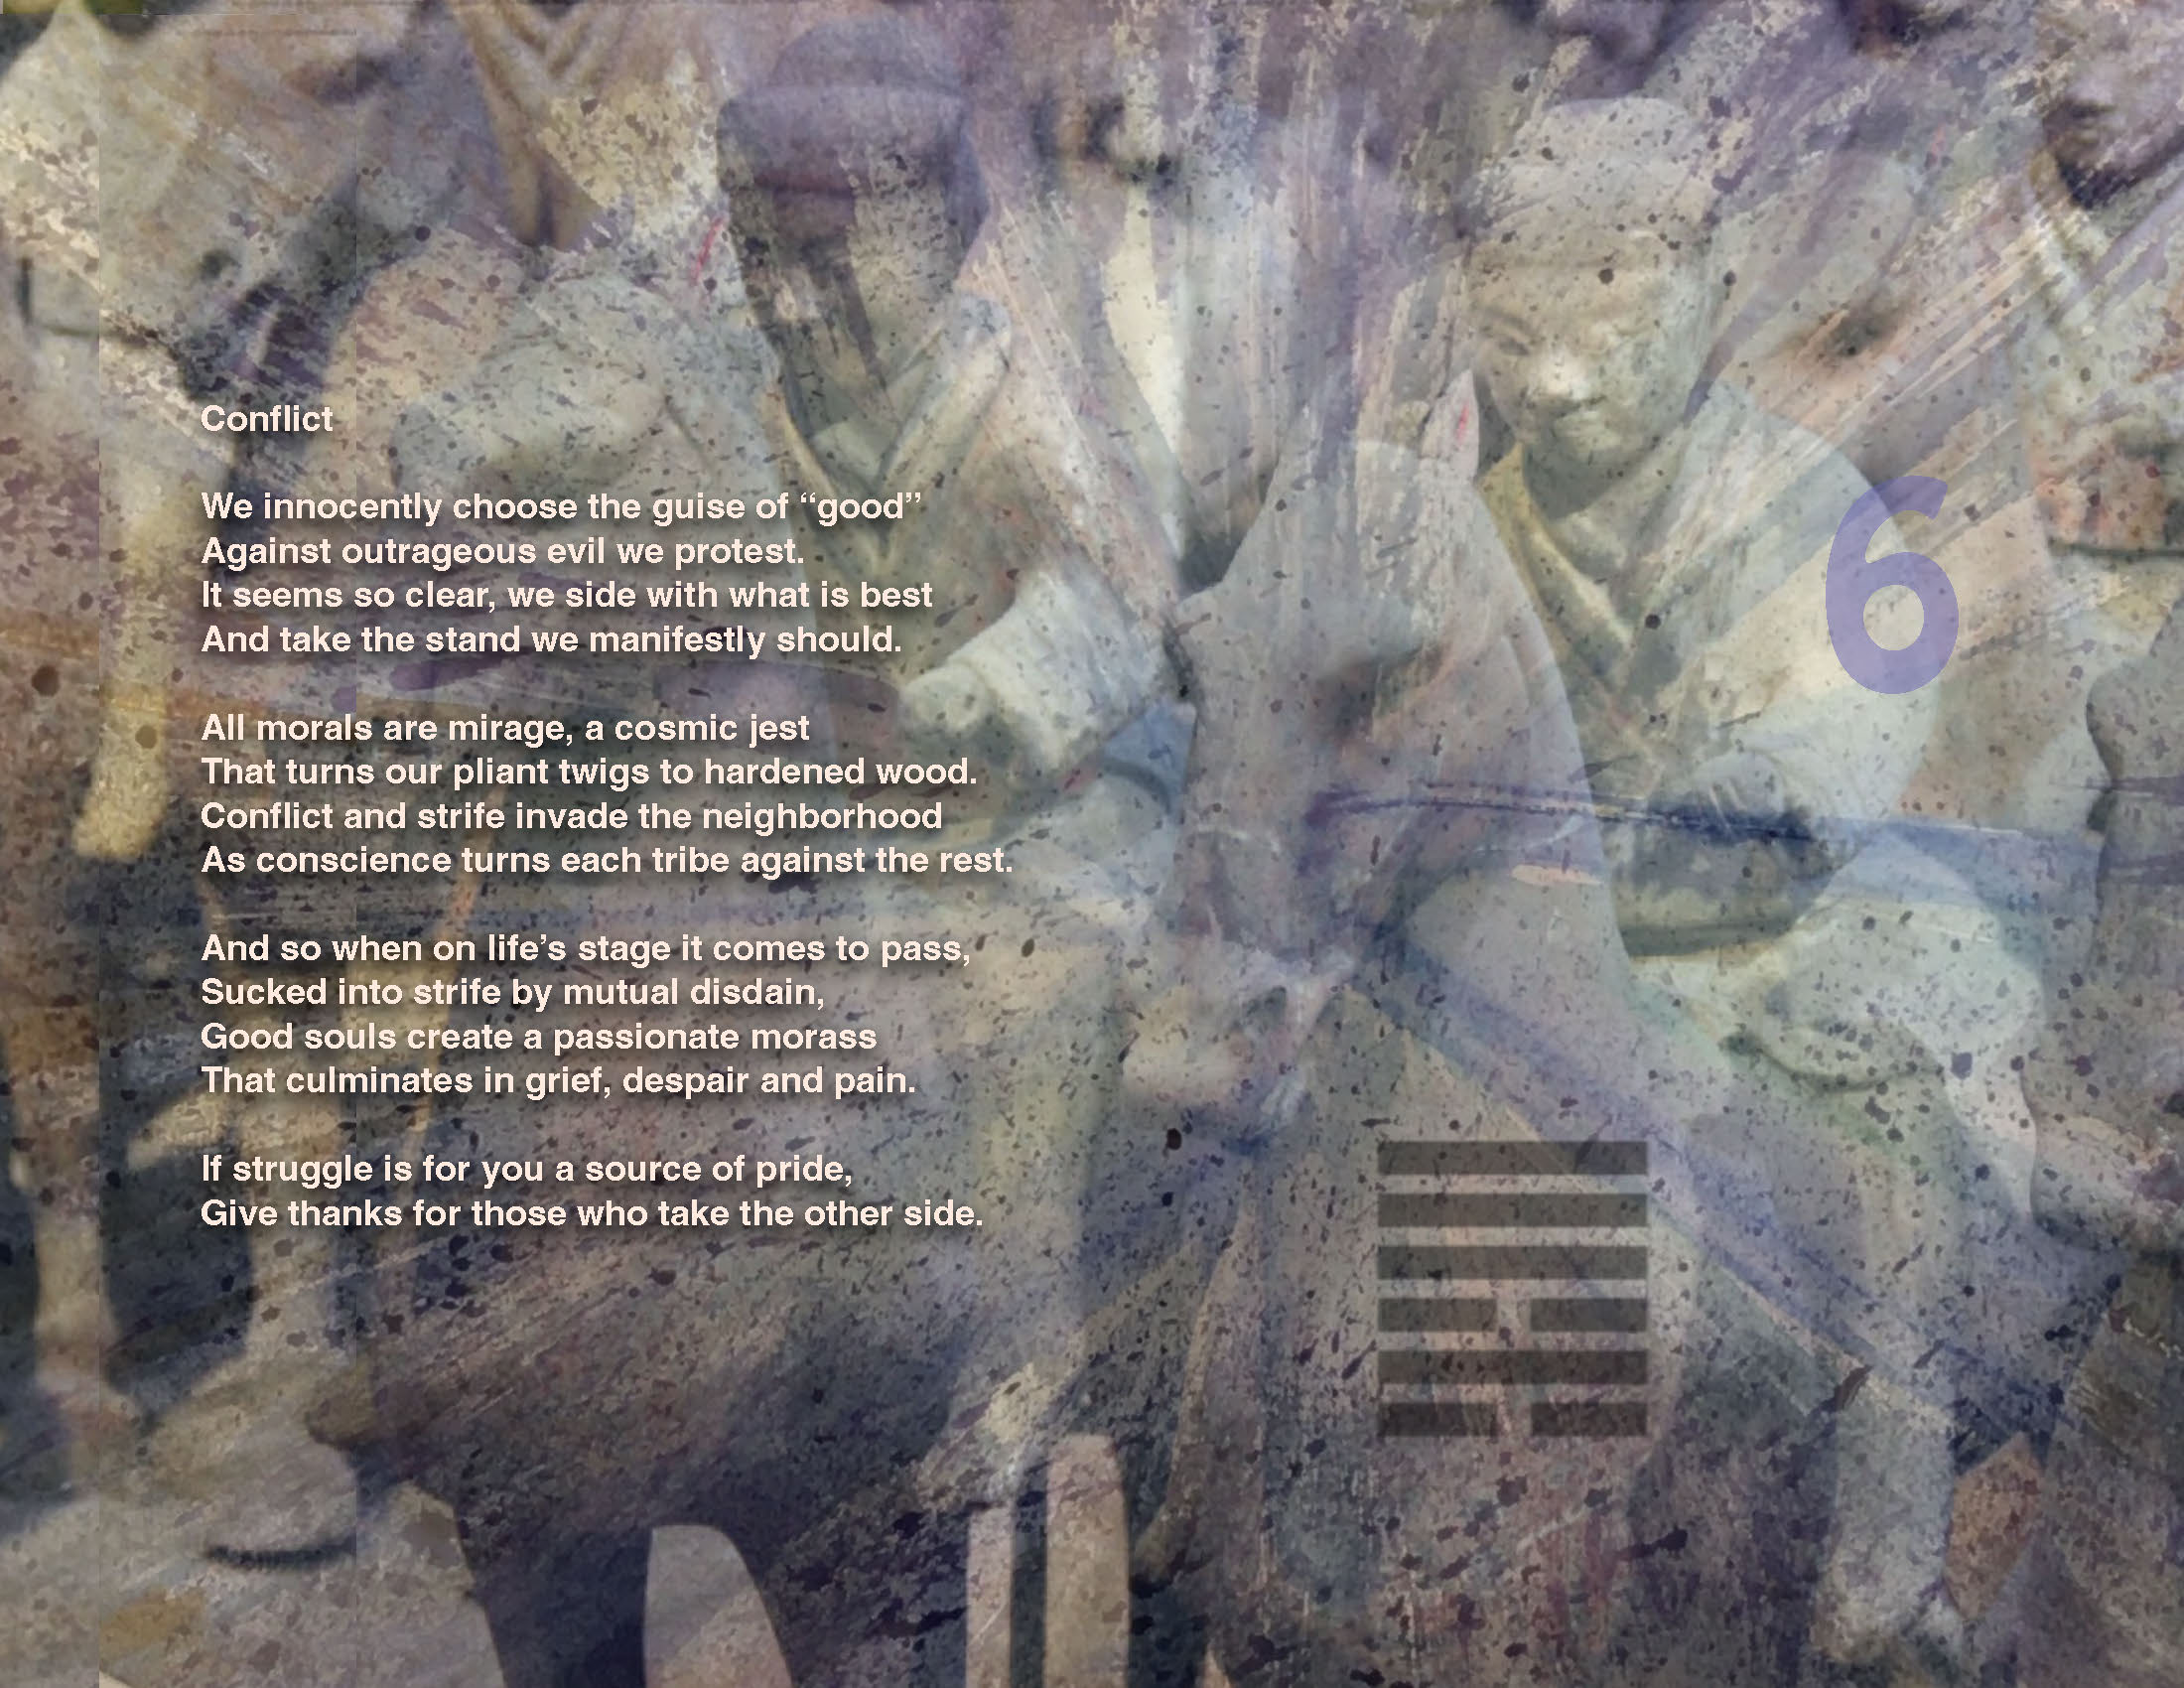 Conflict
We innocently choose the guise of “good”
Against outrageous evil we protest.
It seems so clear, we side with what is best
And take the stand we manifestly should.
All morals are mirage, a cosmic jest
That turns our pliant twigs to hardened wood.
Conflict and strife invade the neighborhood
As conscience turns each tribe against the rest.
And so when on life’s stage it comes to pass,
Sucked into strife by mutual disdain,
Good souls create a passionate morass
That culminates in grief, despair and pain.
If struggle is for you a source of pride,
Give thanks for those who take the other side.
6